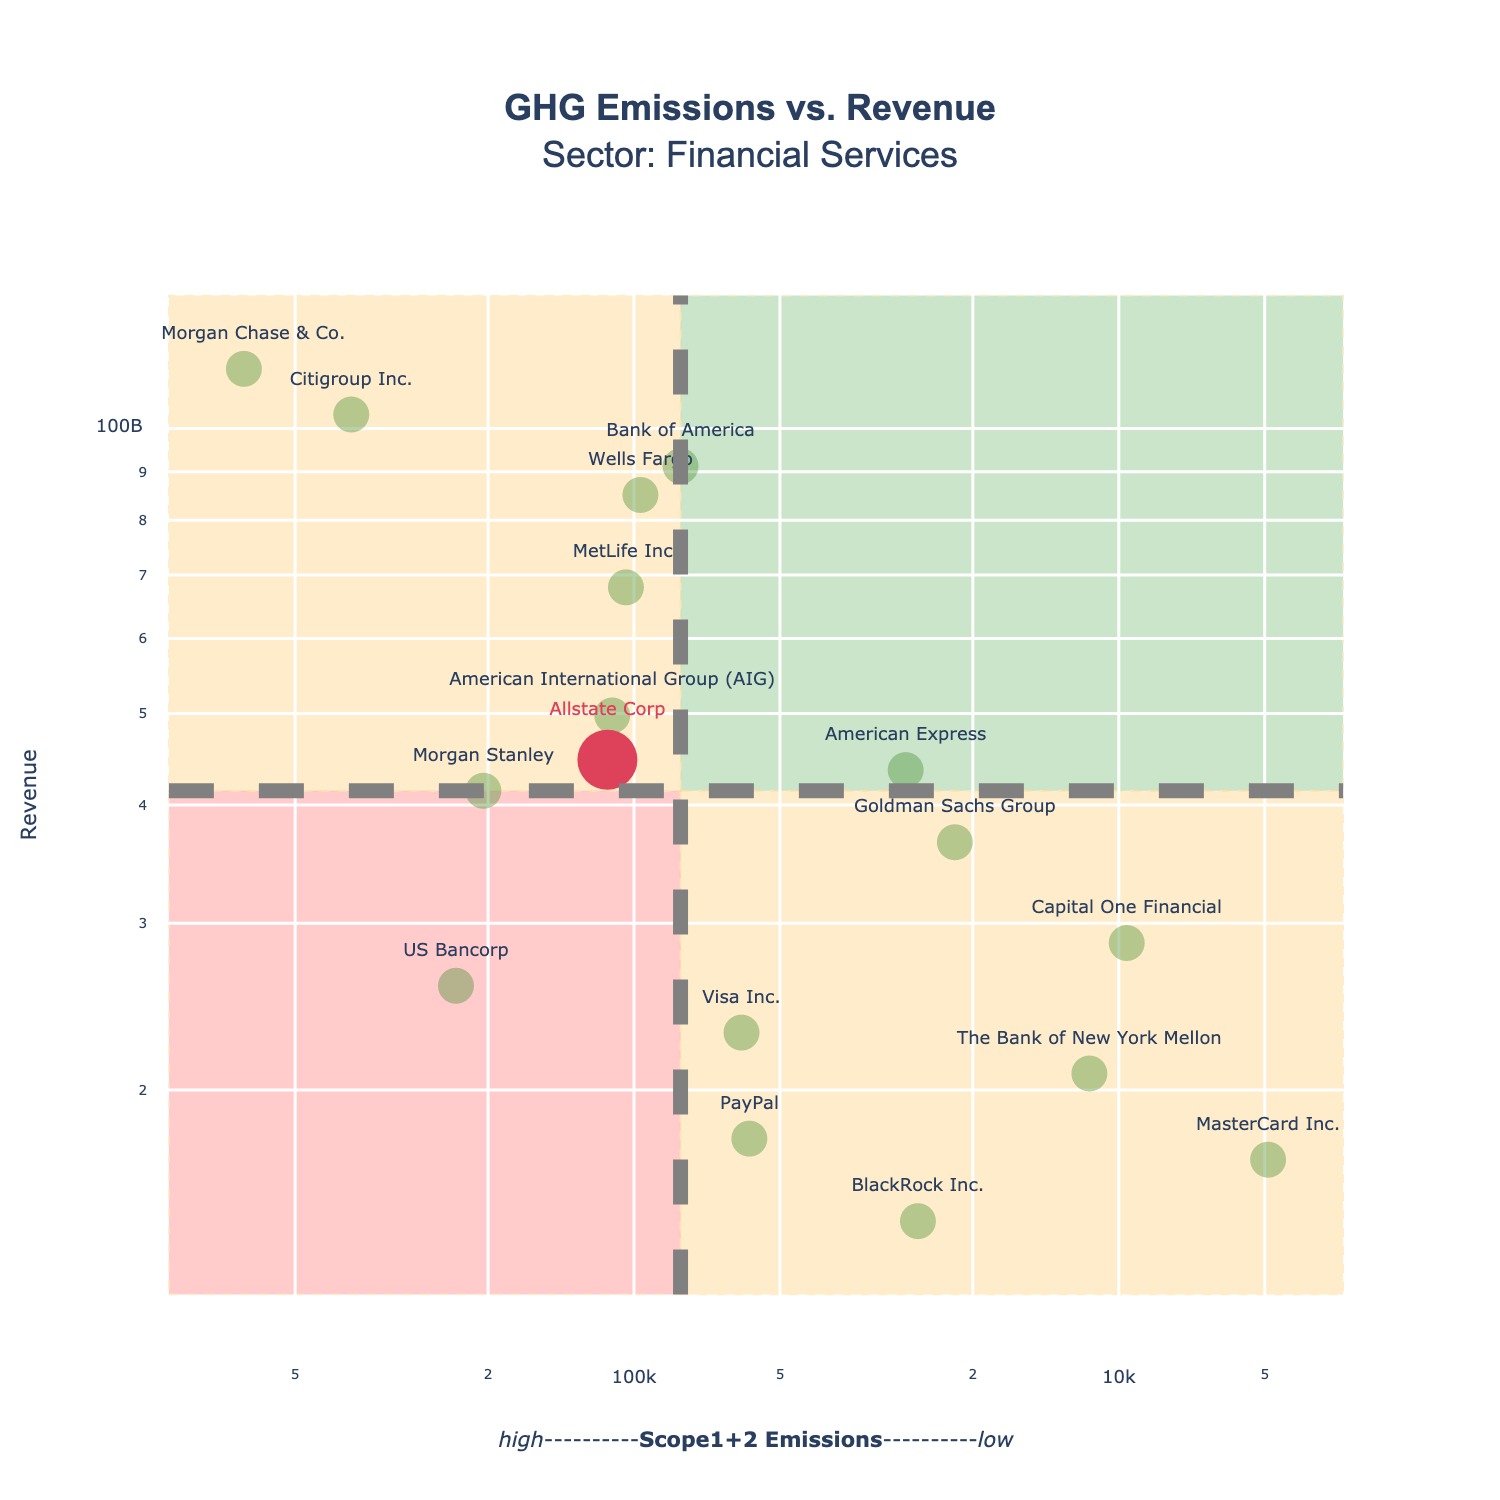 GHG Emissions vs. Revenue
Sector: Financial Services
Morgan Chase & Co.
Citigroup Inc.
100B
Bank of America
Wells Fargo
9
8
MetLife Inc
7
6
American International Group (AIG)
5
Allstate Corp
American Express
Morgan Stanley
4
Goldman Sachs Group
Revenue
3
Capital One Financial
US Bancorp
Visa Inc.
The Bank of New York Mellon
2
PayPal
MasterCard Inc.
BlackRock Inc.
5 2 100k 5 2 10k 5
high----------Scope1+2 Emissions----------low